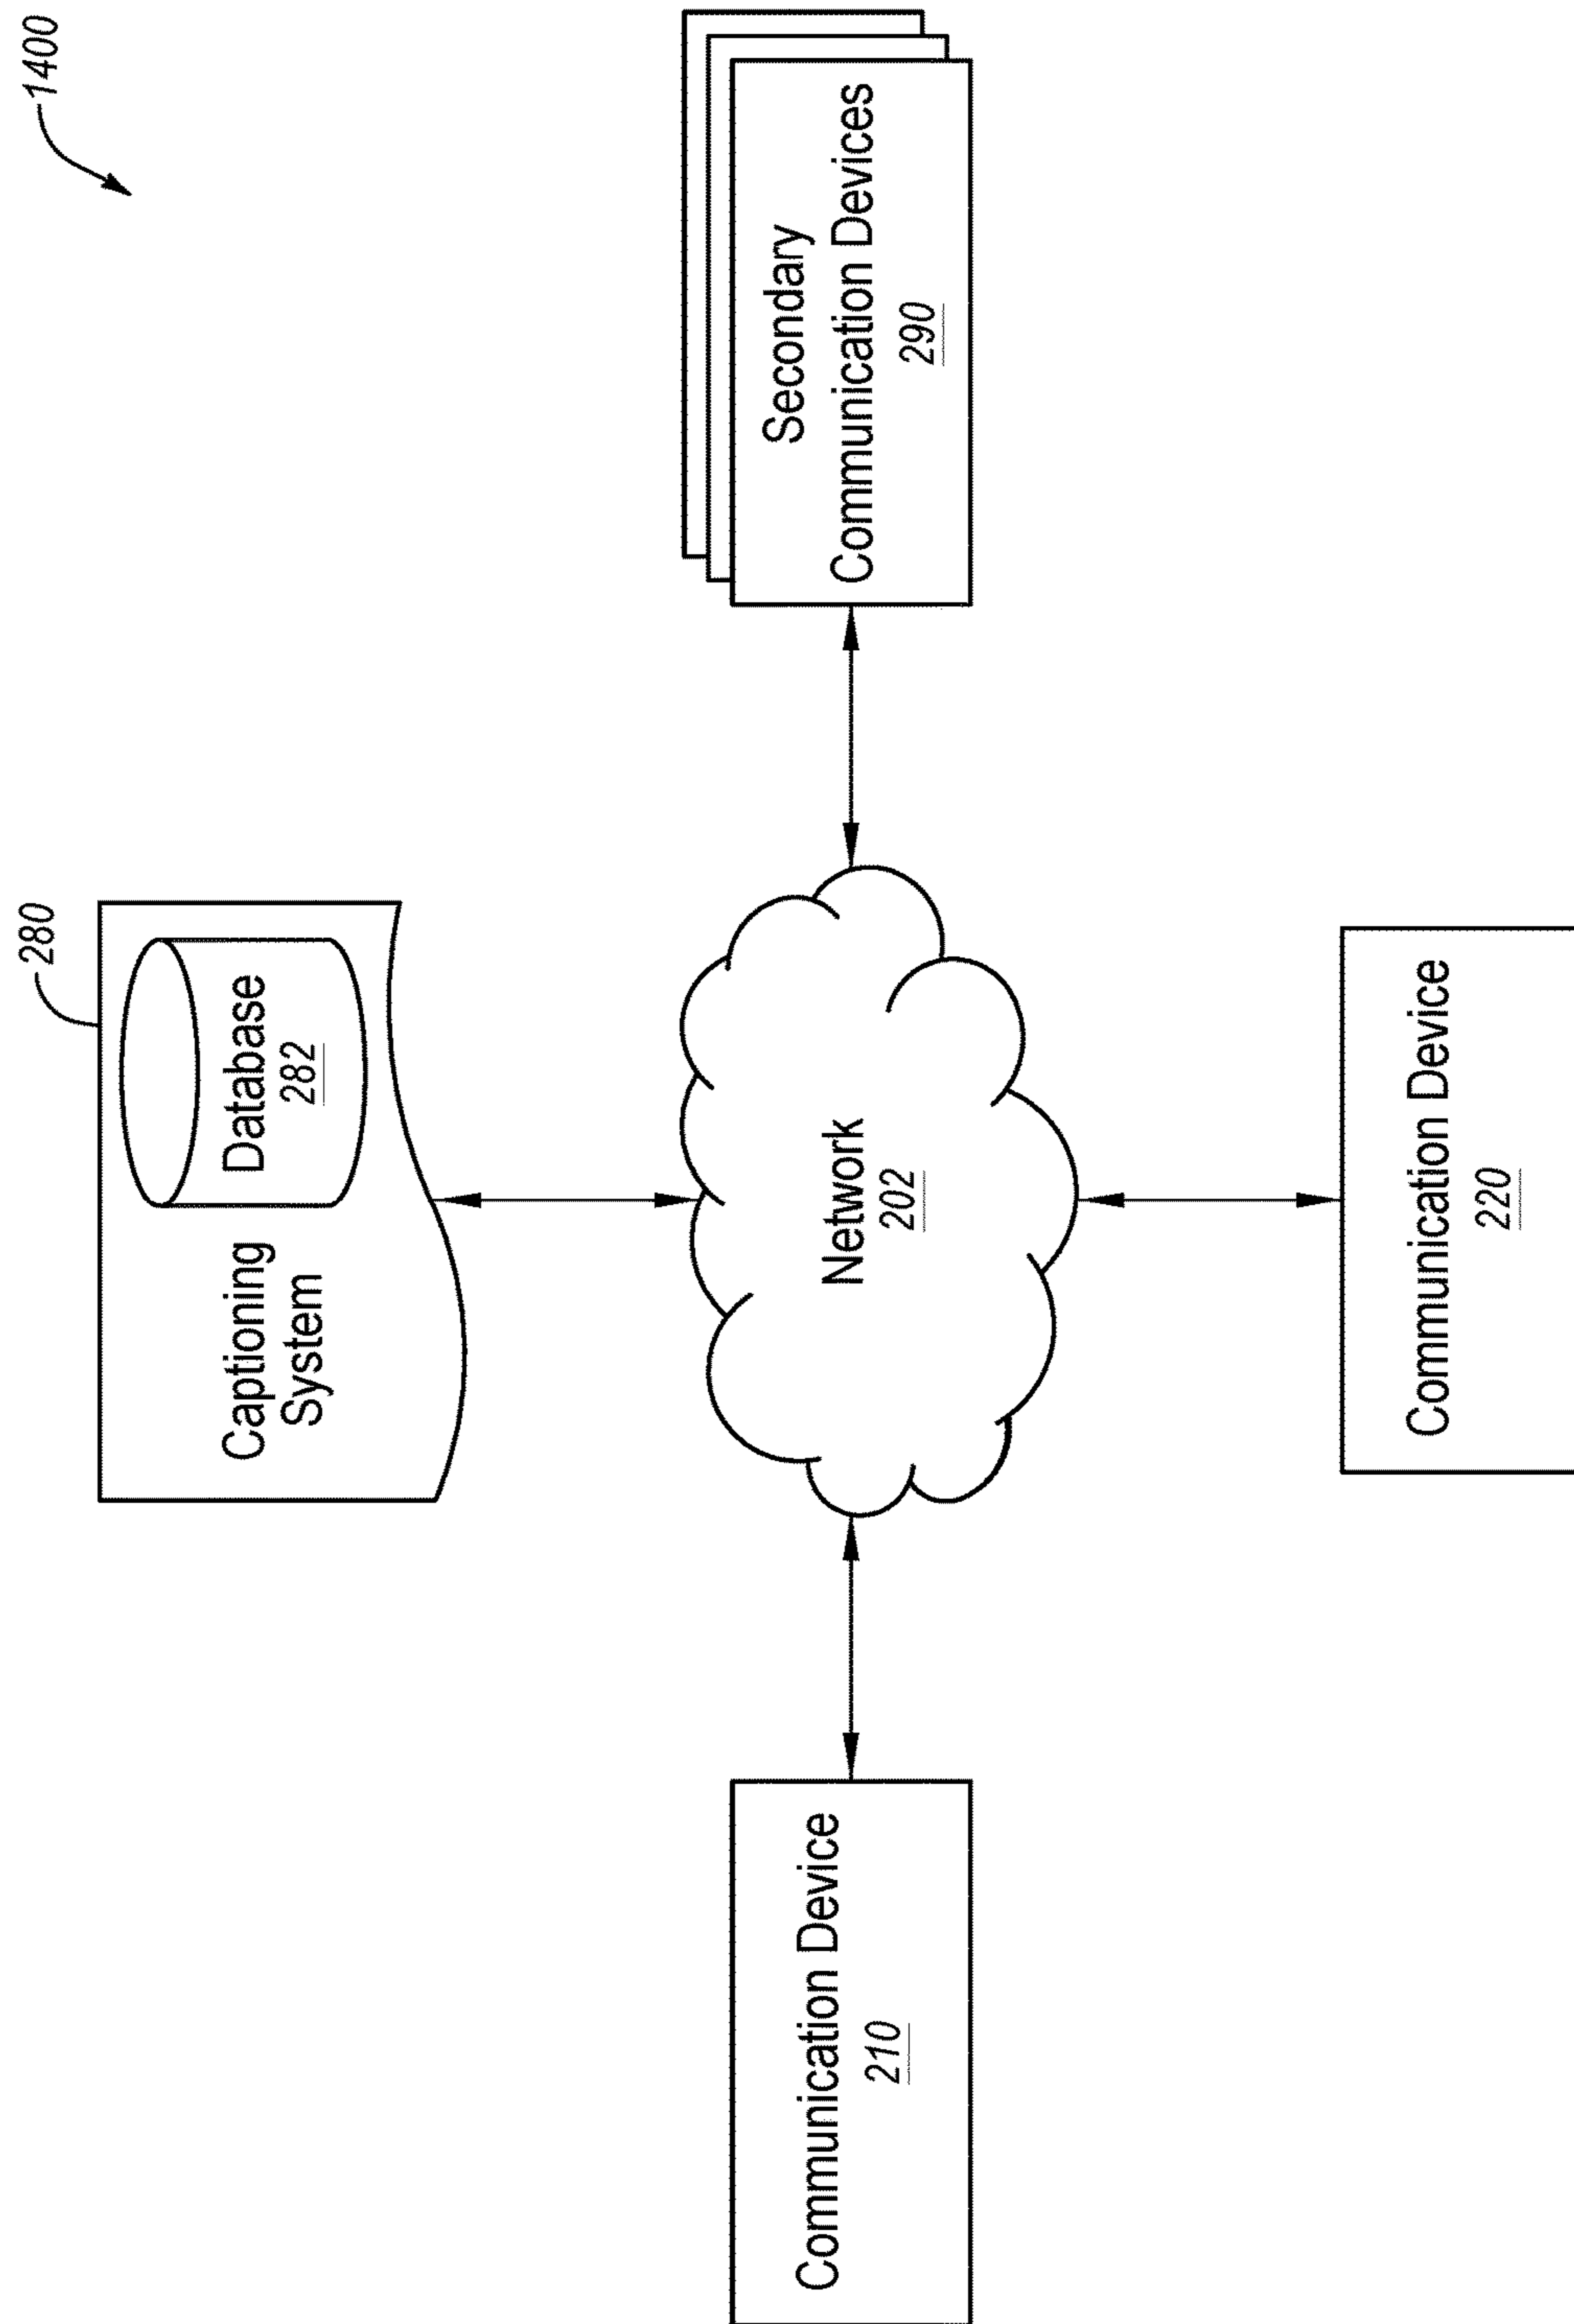 1400
280
Captioning
System
Database
282
Network
202
Communication Device
210
Secondary
Communication Devices
290
Communication Device
220